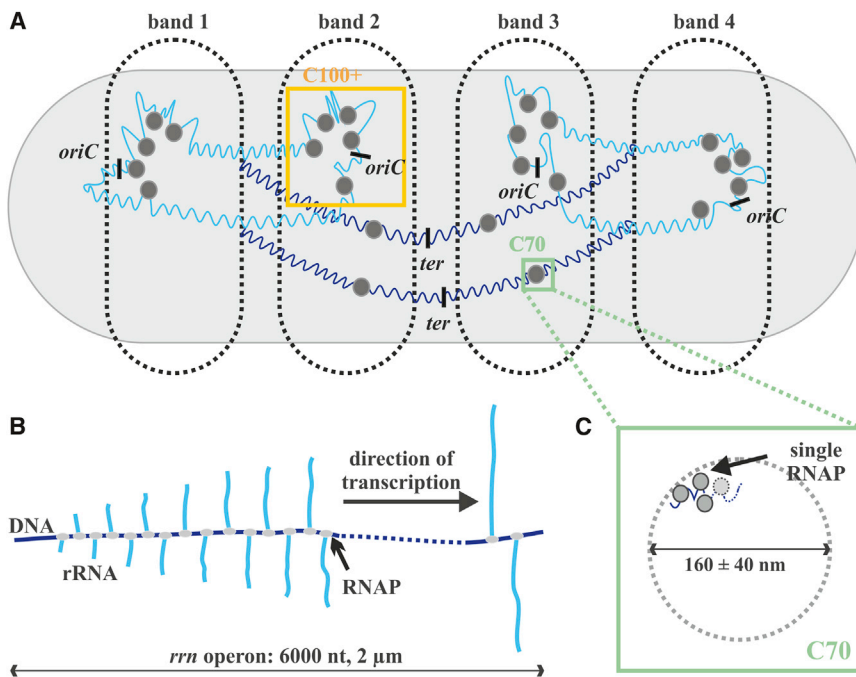 A
band 1
band 2
band 3
band 4
C100+
oriC
oriC
oriC
oriC
C70
ter
ter
B
direction of
transcription
DNA
rRNA
RNAP
rrn operon: 6000 nt, 2 μm
C
single
RNAP
160 ± 40 nm
C70